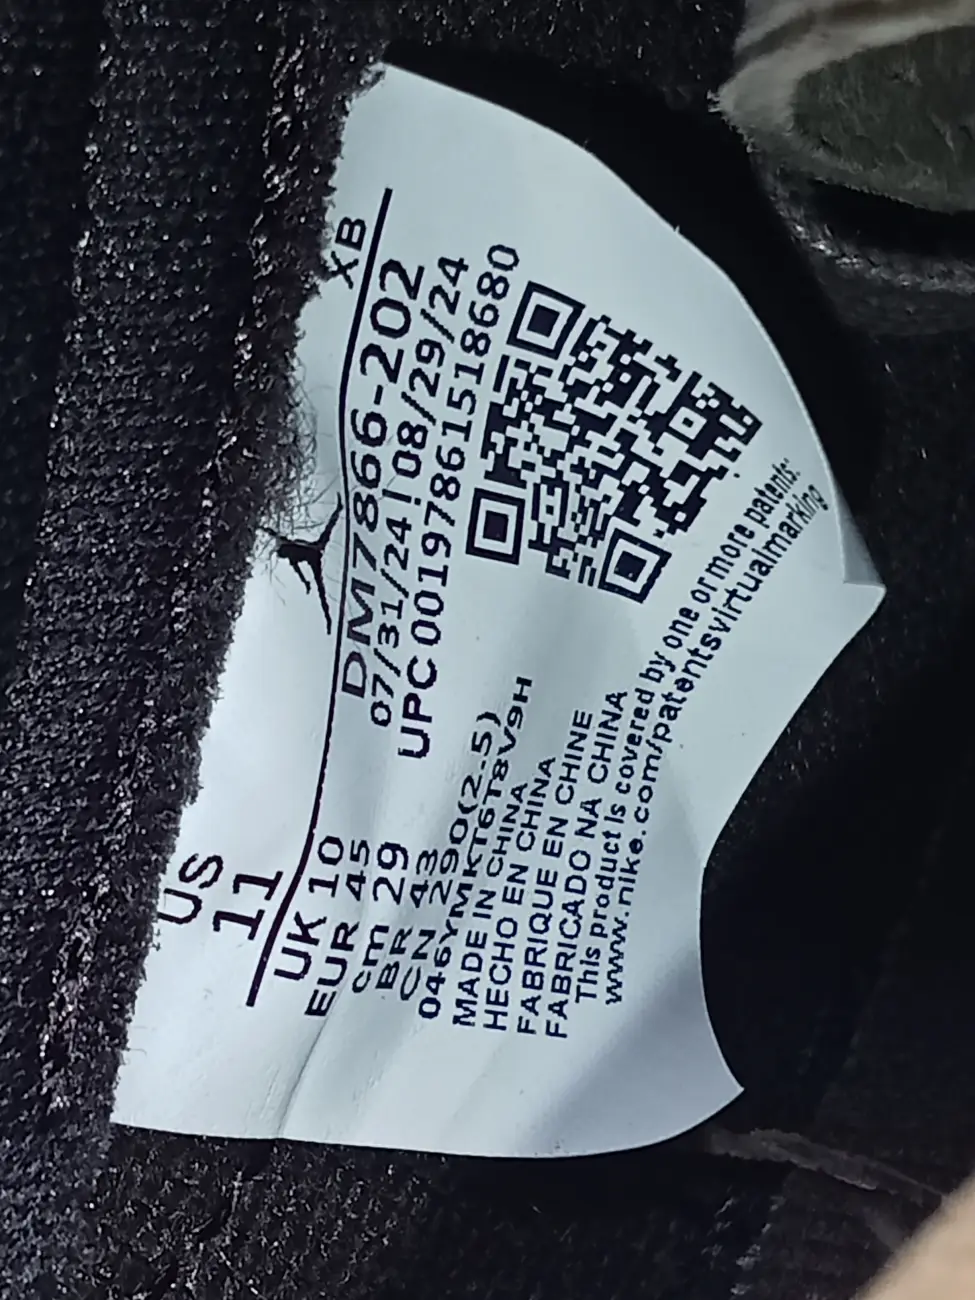 US XB
11
UK 10 DM7866-202
EUR 45 07/31/24 | 08/29/24
cm 29 UPC 00197861518680
BR 43
CN 290(2.5)
046YMKT6T8V9H
MADE IN CHINA
HECHO EN CHINA
FABRIQUE EN CHINE
FABRICADO NA CHINA
This product is covered by one or more patents:
www.nike.com/patentsvirtualmarking